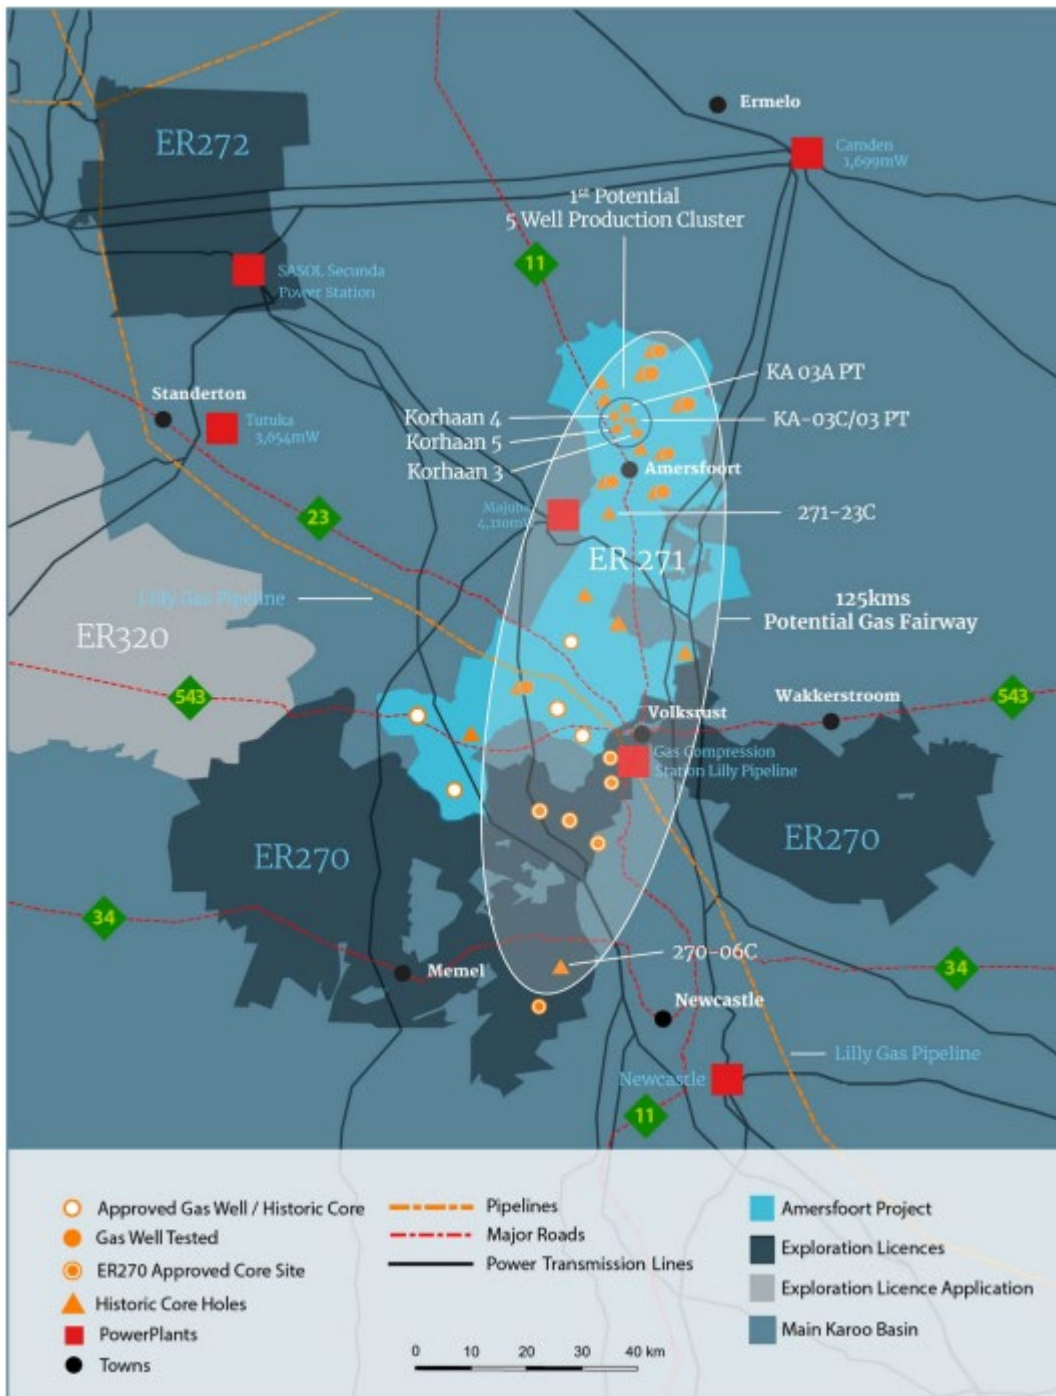 Ermelo
ER272
Camden
1,699mW
1st Potential
5 Well Production Cluster
11
SASOL Secunda
Power Station
KA 03A PT
Standerton
Korhaan 4
KA-03C/03 PT
Tutuka
3,654mW
Korhaan 5
Korhaan 3
Amersfoort
Majuba
4,110mW
271-23C
23
ER 271
Lilly Gas Pipeline
125kms
Potential Gas Fairway
ER320
543
Wakkerstroom
543
Volksrust
Gas Compression
Station Lilly Pipeline
ER270
ER270
34
270-06C
34
Memel
Newcastle
Lilly Gas Pipeline
Newcastle
11
Approved Gas Well / Historic Core
Gas Well Tested
ER270 Approved Core Site
Historic Core Holes
PowerPlants
Towns
Pipelines
Major Roads
Power Transmission Lines
0 10 20 30 40 km
Amersfoort Project
Exploration Licences
Exploration Licence Application
Main Karoo Basin